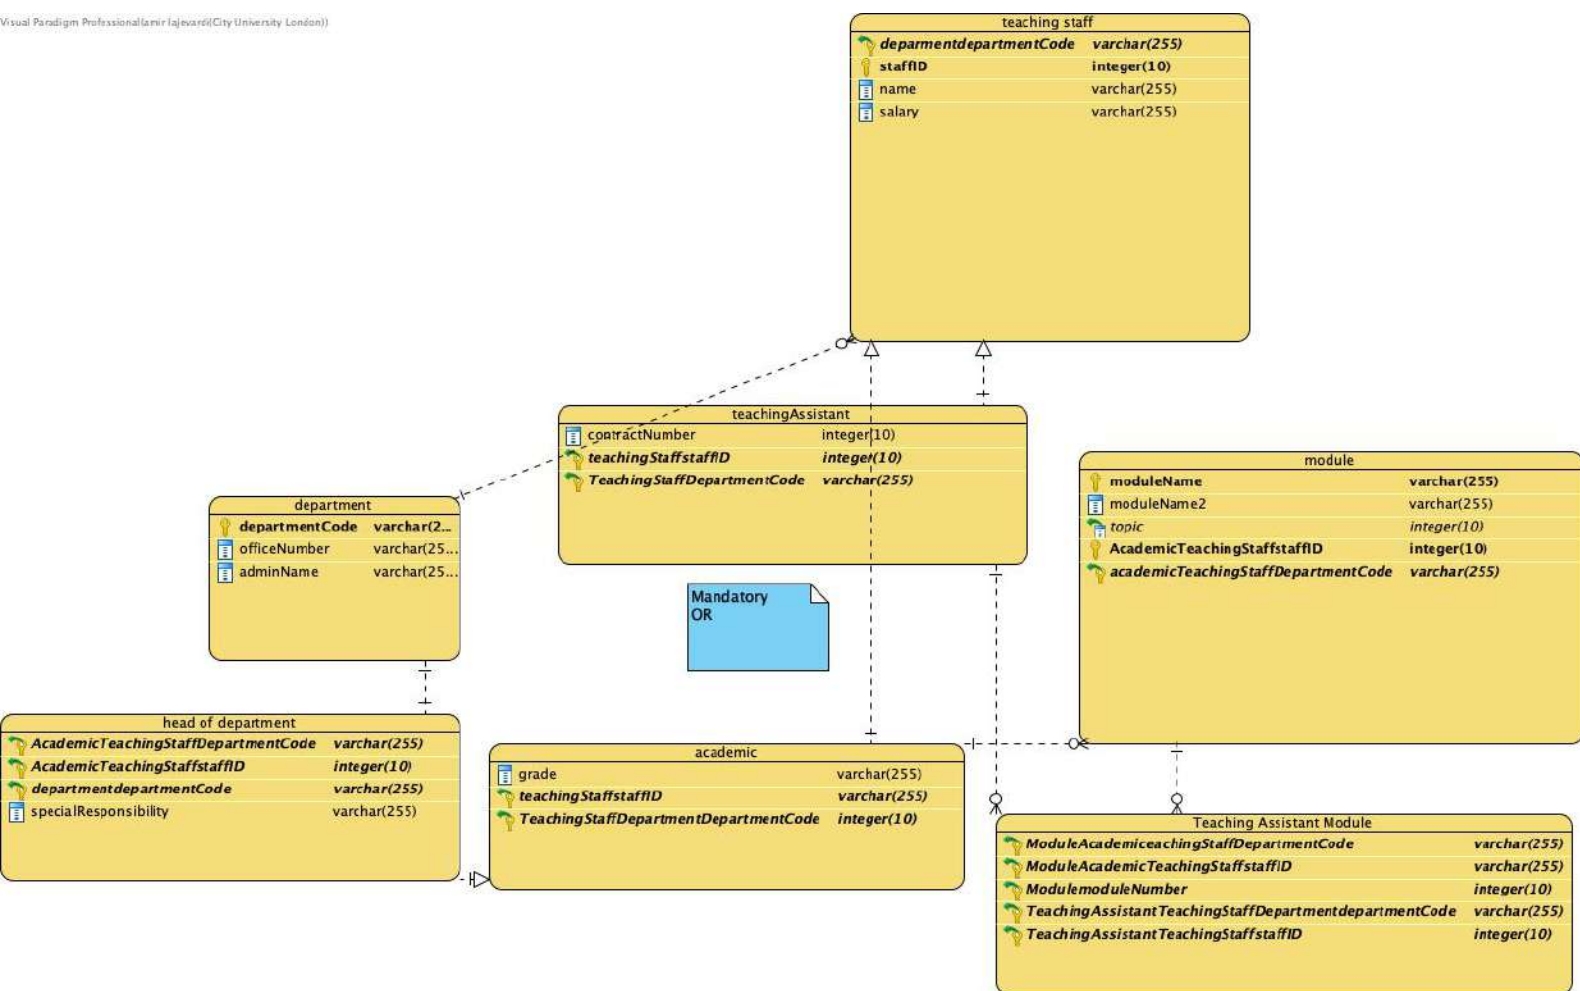 Visual Paradigm Professional(amir lajevardi(City University London))
teaching staff
deparmentdepartmentCode varchar(255)
staffID integer(10)
name varchar(255)
salary varchar(255)
teachingAssistant
contractNumber integer(10)
teachingStaffstaffID integer(10)
TeachingStaffDepartmentCode varchar(255)
module
moduleName varchar(255)
moduleName2 varchar(255)
topic integer(10)
AcademicTeachingStaffstaffID integer(10)
academicTeachingStaffDepartmentCode varchar(255)
department
departmentCode varchar(2...
officeNumber varchar(25...
adminName varchar(25...
Mandatory
OR
head of department
AcademicTeachingStaffDepartmentCode varchar(255)
AcademicTeachingStaffstaffID integer(10)
departmentdepartmentCode varchar(255)
specialResponsibility varchar(255)
academic
grade varchar(255)
teachingStaffstaffID varchar(255)
TeachingStaffDepartmentDepartmentCode integer(10)
Teaching Assistant Module
ModuleAcademiceachingStaffDepartmentCode varchar(255)
ModuleAcademicTeachingStaffstaffID varchar(255)
ModulemoduleNumber integer(10)
TeachingAssistantTeachingStaffDepartmentdepartmentCode varchar(255)
TeachingAssistantTeachingStaffstaffID integer(10)